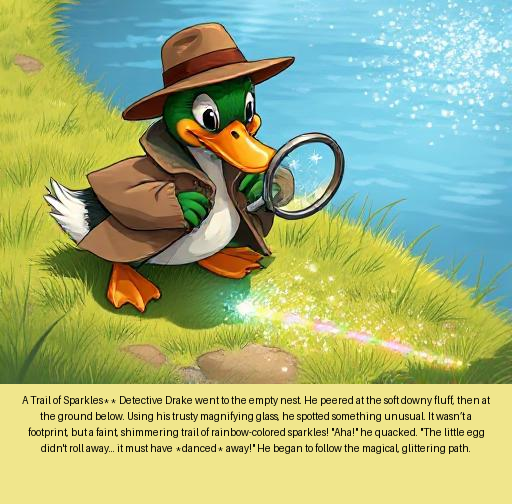 A Trail of Sparkles** Detective Drake went to the empty nest. He peered at the soft downy fluff, then at
the ground below. Using his trusty magnifying glass, he spotted something unusual. It wasn't a
footprint, but a faint, shimmering trail of rainbow-colored sparkles! "Aha!" he quacked. "The little egg
didn't roll away... it must have *danced* away!" He began to follow the magical, glittering path.